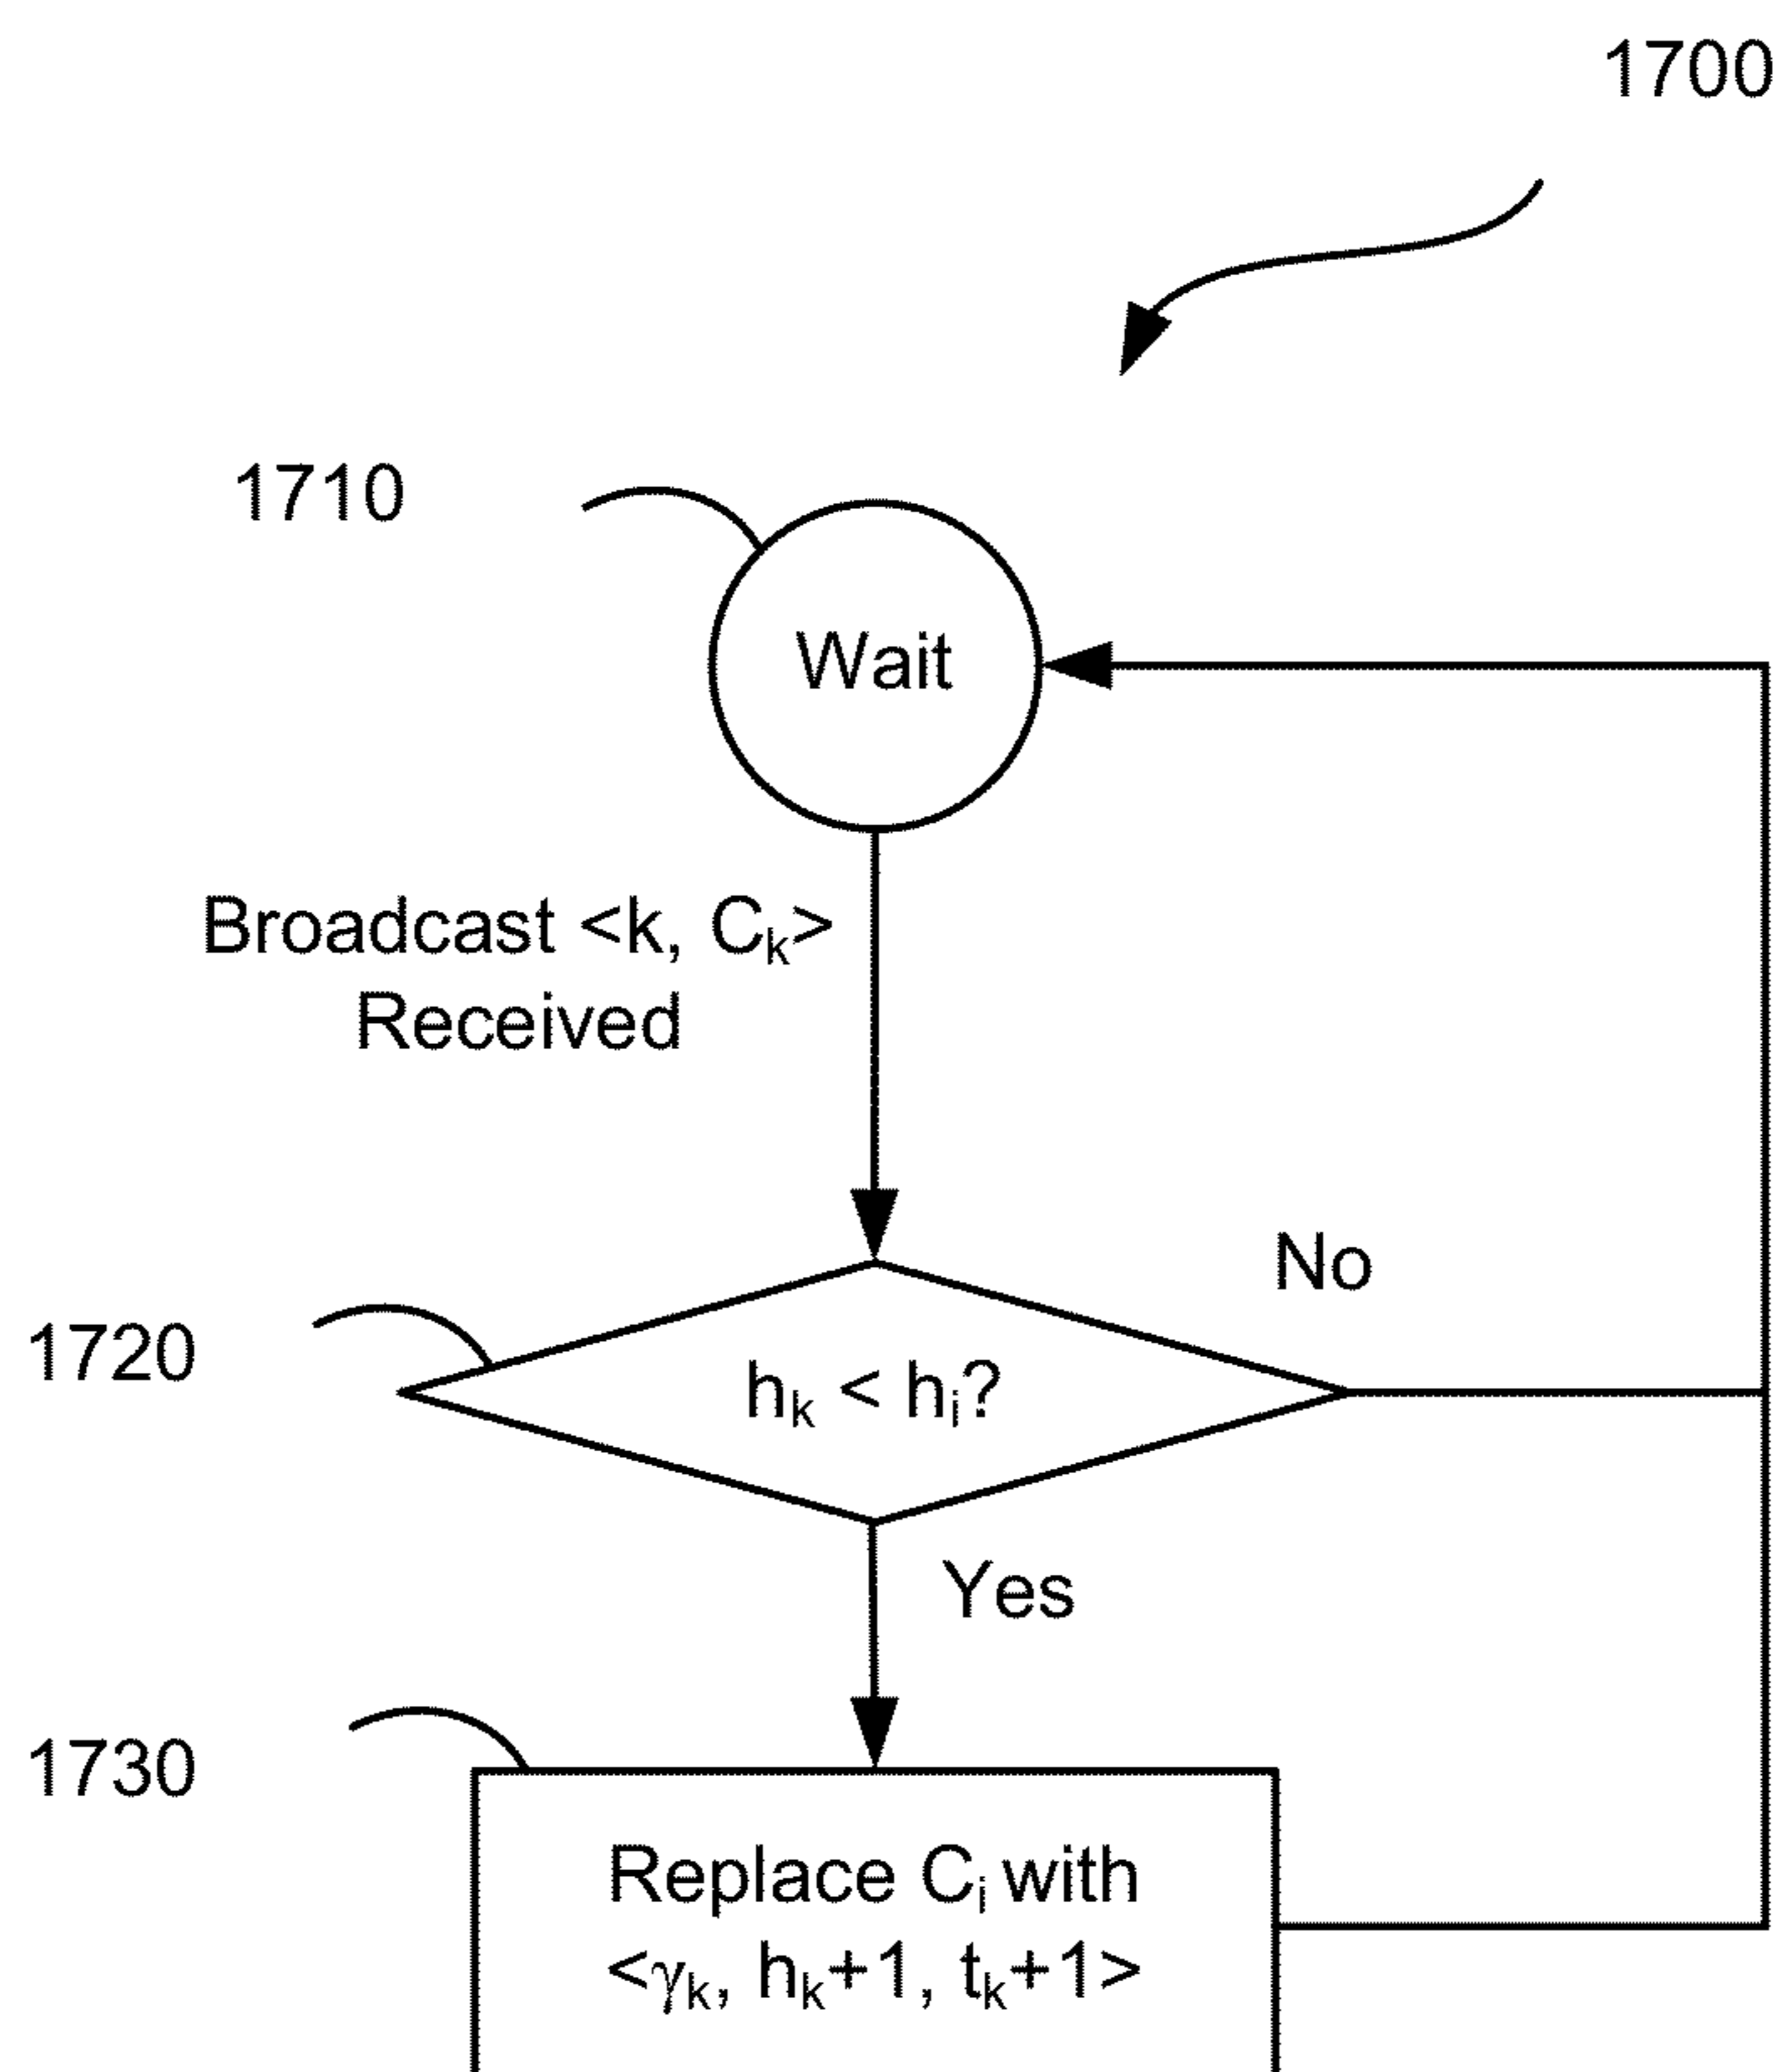 1700
1710
Wait
Broadcast <k, Cₖ>
Received
No
1720
hₖ < hᵢ?
Yes
1730
Replace Cᵢ with
<γₖ, hₖ+1, tₖ+1>